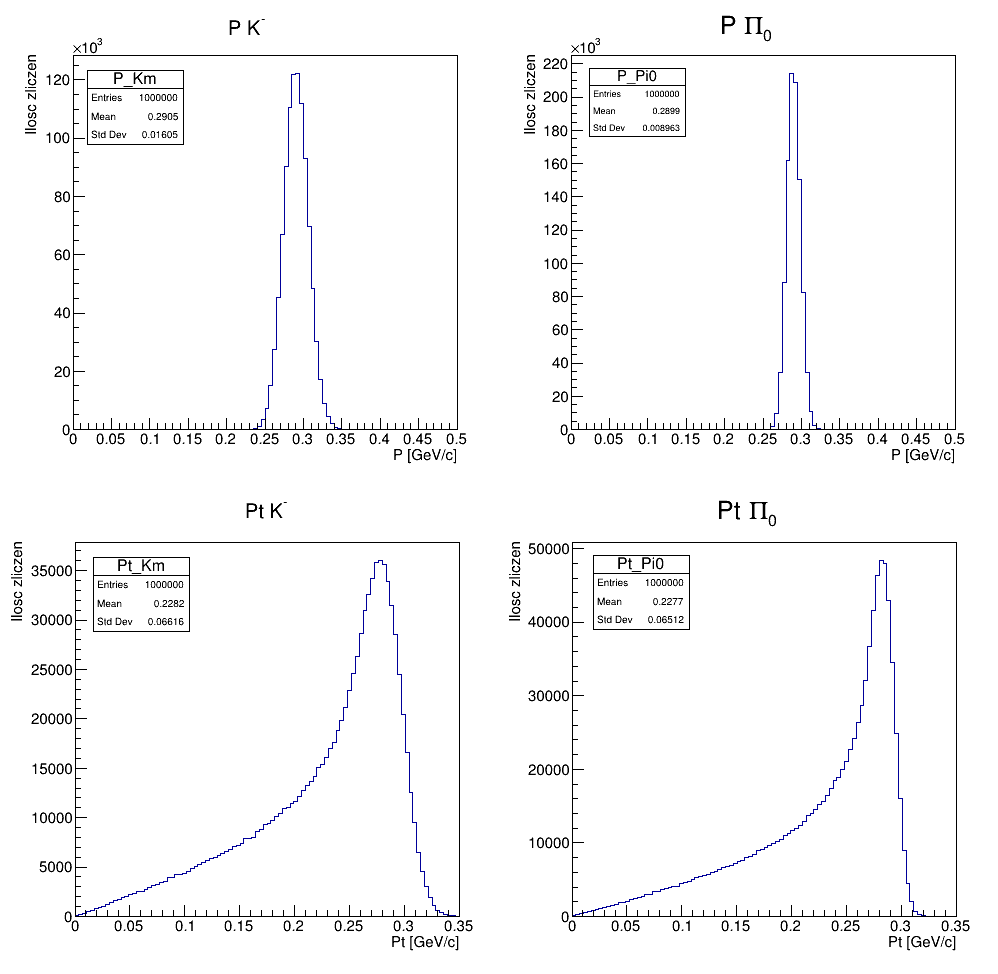 P K⁻
×10³
Ilosc zliczen
P_Km
Entries 1000000
Mean 0.2905
Std Dev 0.01605
120
100
80
60
40
20
0
0 0.05 0.1 0.15 0.2 0.25 0.3 0.35 0.4 0.45 0.5
P [GeV/c]
P Π₀
×10³
Ilosc zliczen
P_Pi0
Entries 1000000
Mean 0.2899
Std Dev 0.008963
220
200
180
160
140
120
100
80
60
40
20
0
0 0.05 0.1 0.15 0.2 0.25 0.3 0.35 0.4 0.45 0.5
P [GeV/c]
Pt K⁻
Ilosc zliczen
Pt_Km
Entries 1000000
Mean 0.2282
Std Dev 0.06616
35000
30000
25000
20000
15000
10000
5000
0
0 0.05 0.1 0.15 0.2 0.25 0.3 0.35
Pt [GeV/c]
Pt Π₀
Ilosc zliczen
Pt_Pi0
Entries 1000000
Mean 0.2277
Std Dev 0.06512
50000
40000
30000
20000
10000
0
0 0.05 0.1 0.15 0.2 0.25 0.3 0.35
Pt [GeV/c]